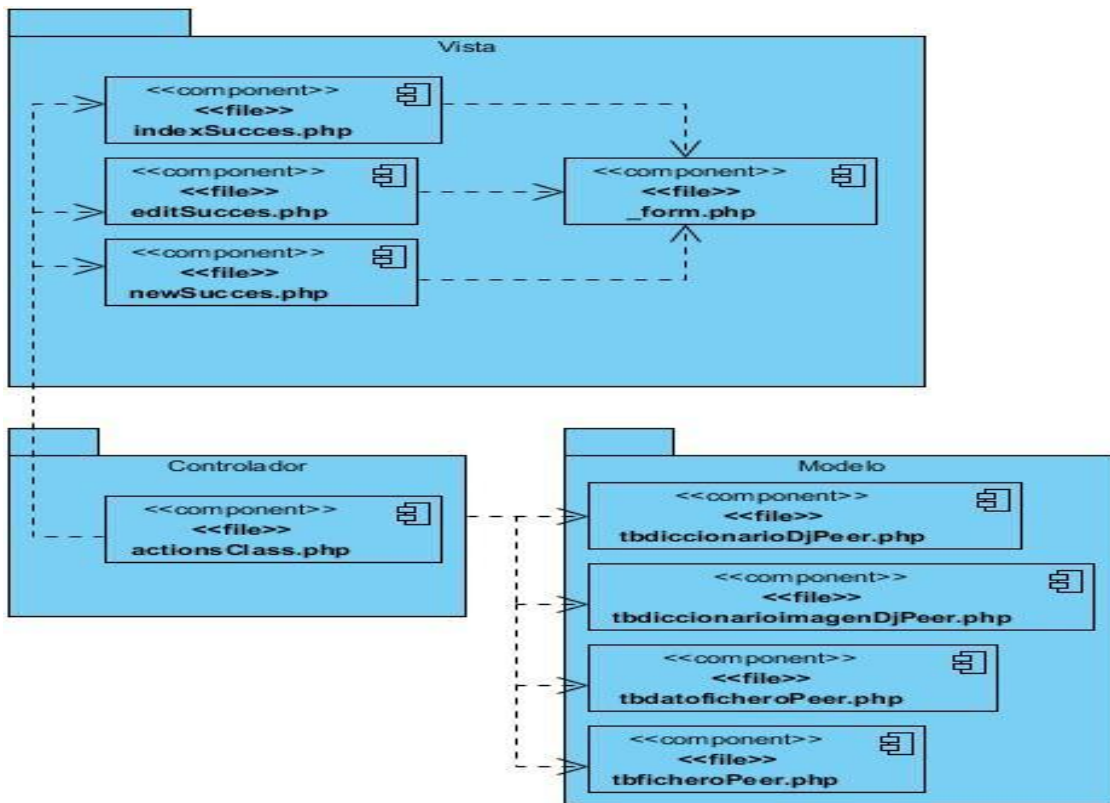 Vista
<<component>>
<<file>>
indexSucces.php
<<component>>
<<file>>
editSucces.php
<<component>>
<<file>>
_form.php
<<component>>
<<file>>
newSucces.php
Controlador
<<component>>
<<file>>
actionsClass.php
Modelo
<<component>>
<<file>>
tbdiccionarioDjPeer.php
<<component>>
<<file>>
tbdiccionarioimagenDjPeer.php
<<component>>
<<file>>
tbdatoficheroPeer.php
<<component>>
<<file>>
tbficheroPeer.php